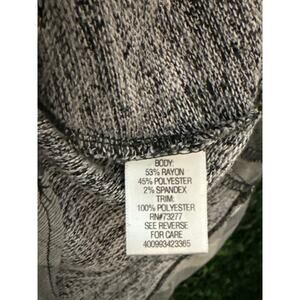 BODY:
53% RAYON
45% POLYESTER
2% SPANDEX
TRIM:
100% POLYESTER
RN#73277
SEE REVERSE
FOR CARE
400993423365